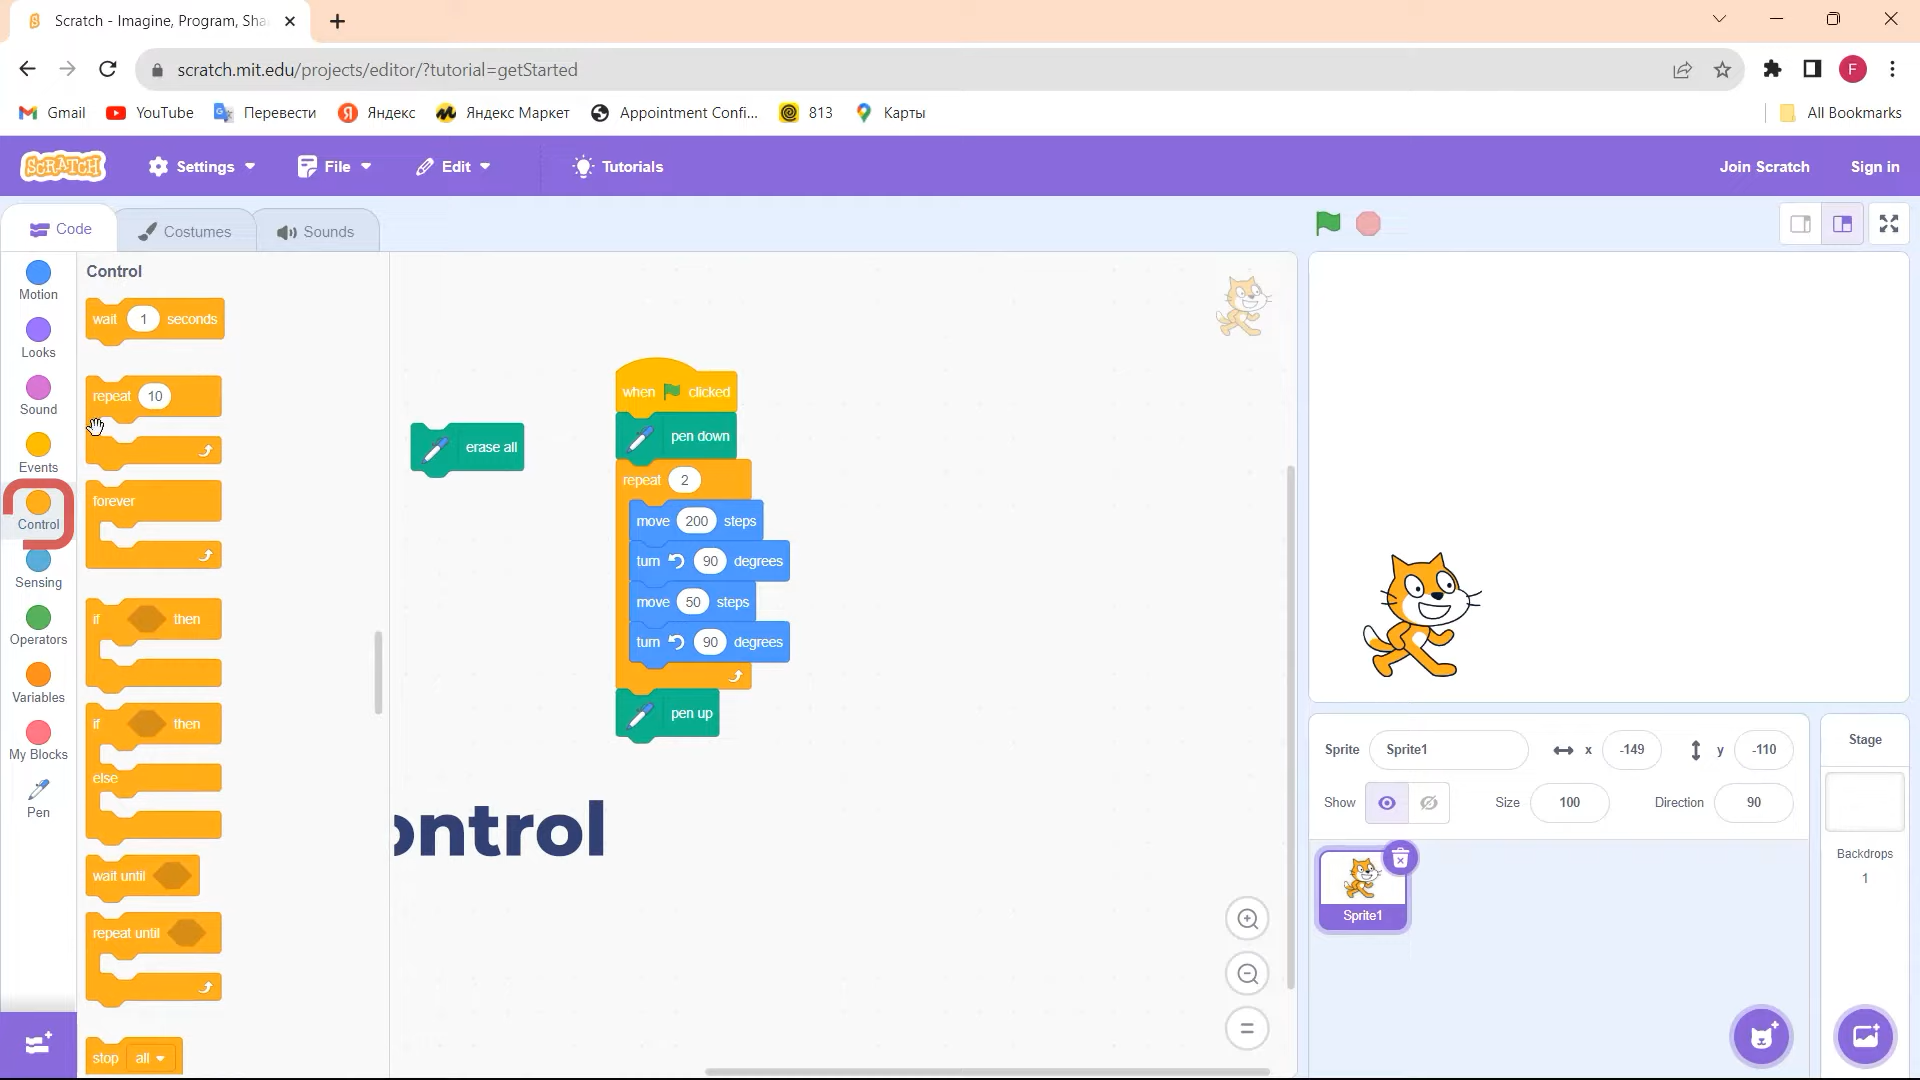 Scratch - Imagine, Program, Sha
scratch.mit.edu/projects/editor/?tutorial=getStarted
F
Gmail
YouTube
Перевести
Яндекс
Яндекс Маркет
Appointment Confi...
813
Карты
All Bookmarks
SCRATCH
Settings
File
Edit
Tutorials
Join Scratch
Sign in
Code
Costumes
Sounds
Motion
Looks
Sound
Events
Control
Sensing
Operators
Variables
My Blocks
Pen
Control
wait 1 seconds
repeat 10
forever
if then
if then
else
wait until
repeat until
stop all
erase all
when clicked
pen down
repeat 2
move 200 steps
turn 90 degrees
move 50 steps
turn 90 degrees
pen up
ontrol
Sprite Sprite1 x -149 y -110
Show Size 100 Direction 90
Sprite1
Stage
Backdrops
1